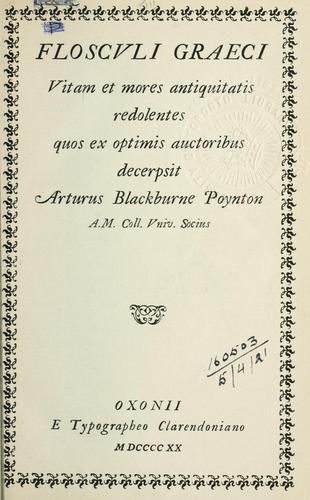 FLOSCVLI GRAECI
Vitam et mores antiquitatis
redolentes
quos ex optimis auctoribus
decerpsit
Arturus Blackburne Poynton
A.M. Coll. Vniv. Socius
160503
5/4/21
OXONII
E Typographeo Clarendoniano
MDCCCCXX